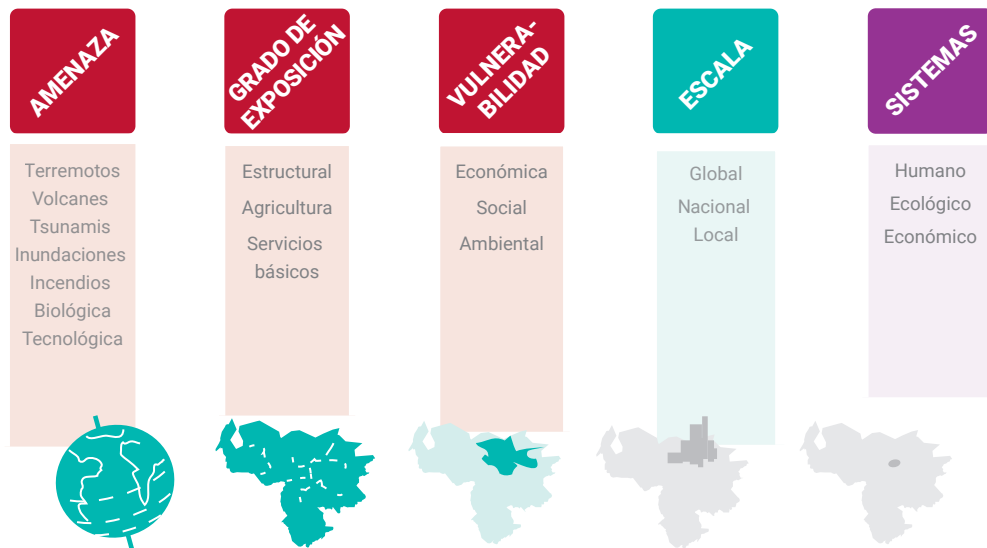 AMENAZA
Terremotos
Volcanes
Tsunamis
Inundaciones
Incendios
Biológica
Tecnológica
GRADO DE
EXPOSICIÓN
Estructural
Agricultura
Servicios
básicos
VULNERA-
BILIDAD
Económica
Social
Ambiental
ESCALA
Global
Nacional
Local
SISTEMAS
Humano
Ecológico
Económico